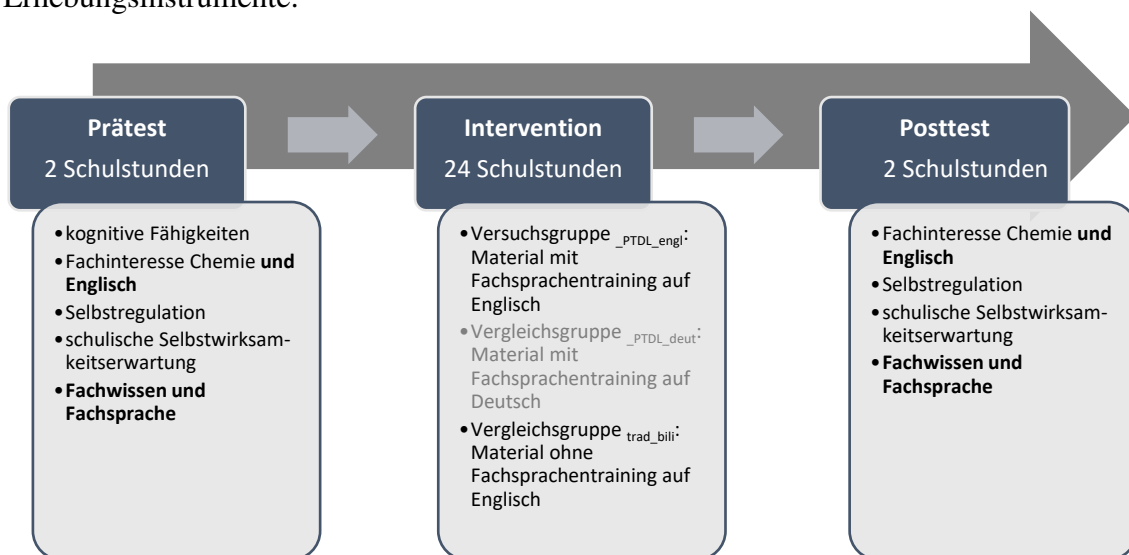 Erhebungsinstrumente.
Prätest
2 Schulstunden
•kognitive Fähigkeiten
•Fachinteresse Chemie und
Englisch
•Selbstregulation
•schulische Selbstwirksam-
keitserwartung
•Fachwissen und
Fachsprache
Intervention
24 Schulstunden
•Versuchsgruppe _PTDL_engl:
Material mit
Fachsprachentraining auf
Englisch
•Vergleichsgruppe _PTDL_deut:
Material mit
Fachsprachentraining auf
Deutsch
•Vergleichsgruppe trad_bili:
Material ohne
Fachsprachentraining auf
Englisch
Posttest
2 Schulstunden
•Fachinteresse Chemie und
Englisch
•Selbstregulation
•schulische Selbstwirksam-
keitserwartung
•Fachwissen und
Fachsprache